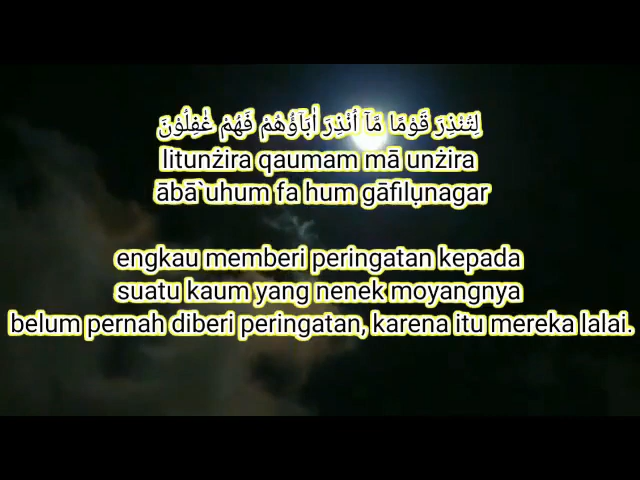 لِتُنْذِرَ قَوْمًا مَّآ اُنْذِرَ اٰبَاۤؤُهُمْ فَهُمْ غٰفِلُوْنَ
litunżira qaumam mā unżira
ābā`uhum fa hum gāfilụnagar
engkau memberi peringatan kepada
suatu kaum yang nenek moyangnya
belum pernah diberi peringatan, karena itu mereka lalai.